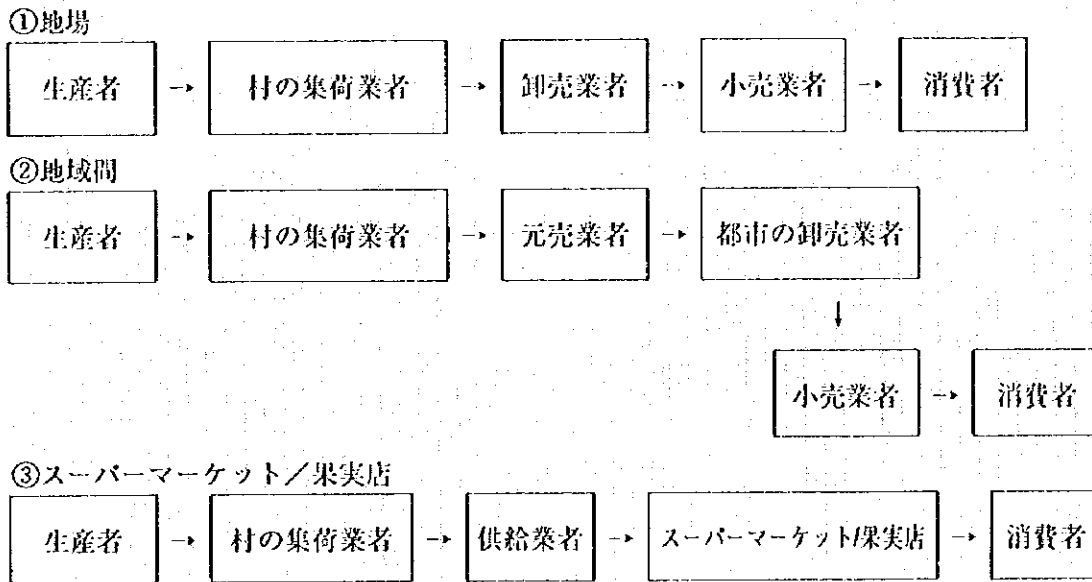 ①地場
生産者 → 村の集荷業者 → 卸売業者 → 小売業者 → 消費者
②地域間
生産者 → 村の集荷業者 → 元売業者 → 都市の卸売業者
↓
小売業者 → 消費者
③スーパーマーケット／果実店
生産者 → 村の集荷業者 → 供給業者 → スーパーマーケット/果実店 → 消費者